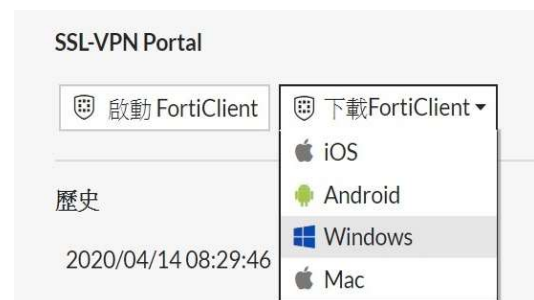 SSL-VPN Portal
啟動 FortiClient
下載FortiClient
iOS
Android
Windows
Mac
歷史
2020/04/14 08:29:46